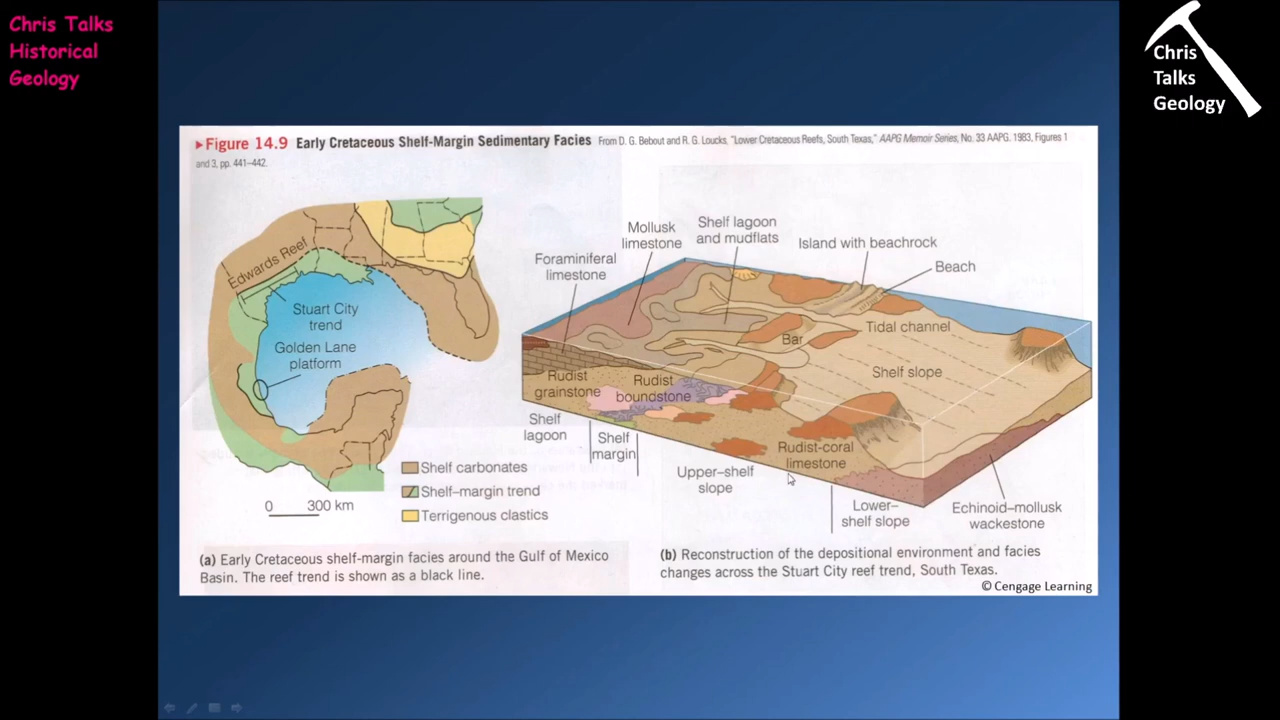 Chris Talks
Historical
Geology
Chris
Talks
Geology
▸Figure 14.9 Early Cretaceous Shelf-Margin Sedimentary Facies From D. G. Bebout and R. G. Loucks, "Lower Cretaceous Reefs, South Texas," AAPG Memoir Series, No. 33 AAPG. 1983, Figures 1
and 3, pp. 441–442.
Edwards Reef
Stuart City
trend
Golden Lane
platform
Shelf carbonates
Shelf–margin trend
Terrigenous clastics
0 300 km
(a) Early Cretaceous shelf-margin facies around the Gulf of Mexico
Basin. The reef trend is shown as a black line.
Foraminiferal
limestone
Mollusk
limestone
Shelf lagoon
and mudflats
Island with beachrock
Beach
Tidal channel
Bar
Shelf slope
Rudist
grainstone
Rudist
boundstone
Shelf
lagoon
Shelf
margin
Upper–shelf
slope
Rudist-coral
limestone
Lower–
shelf slope
Echinoid–mollusk
wackestone
(b) Reconstruction of the depositional environment and facies
changes across the Stuart City reef trend, South Texas.
© Cengage Learning